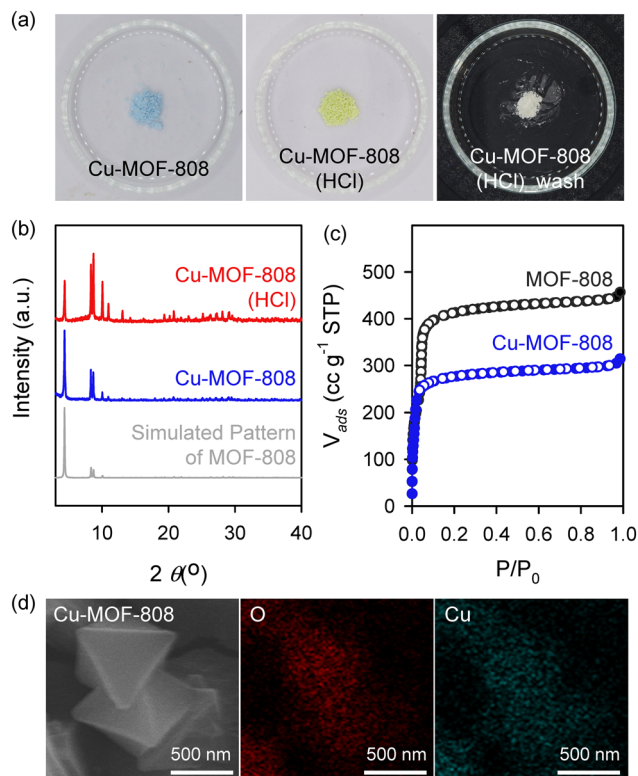 (a)
Cu-MOF-808
Cu-MOF-808
(HCl)
Cu-MOF-808
(HCl)_wash
(b)
Intensity (a.u.)
Cu-MOF-808
(HCl)
Cu-MOF-808
Simulated Pattern
of MOF-808
10 20 30 40
2 θ(º)
(c)
Vads (cc g-1 STP)
500
400
300
200
100
0
MOF-808
Cu-MOF-808
0.0 0.2 0.4 0.6 0.8 1.0
P/P0
(d)
Cu-MOF-808
500 nm
O
500 nm
Cu
500 nm